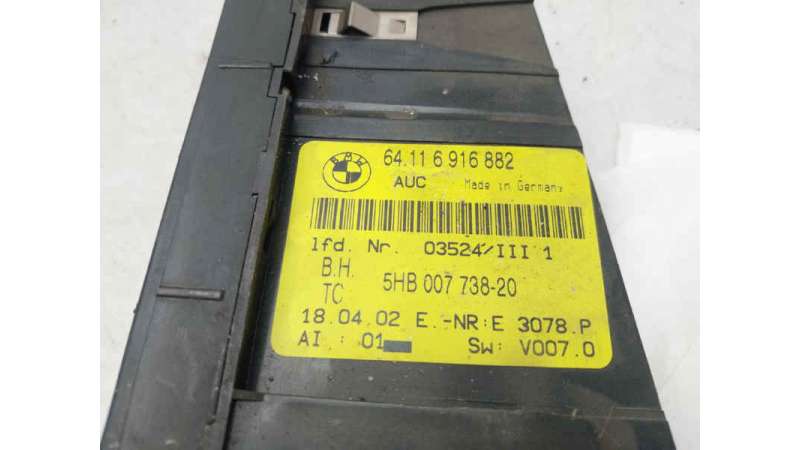 BMW
64.11 6 916 882
AUC Made in Germany
lfd. Nr. 03524/III 1
B.H.
TC 5HB 007 738-20
18.04.02 E.-NR:E 3078.P
AI.: 01 Sw: V007.0